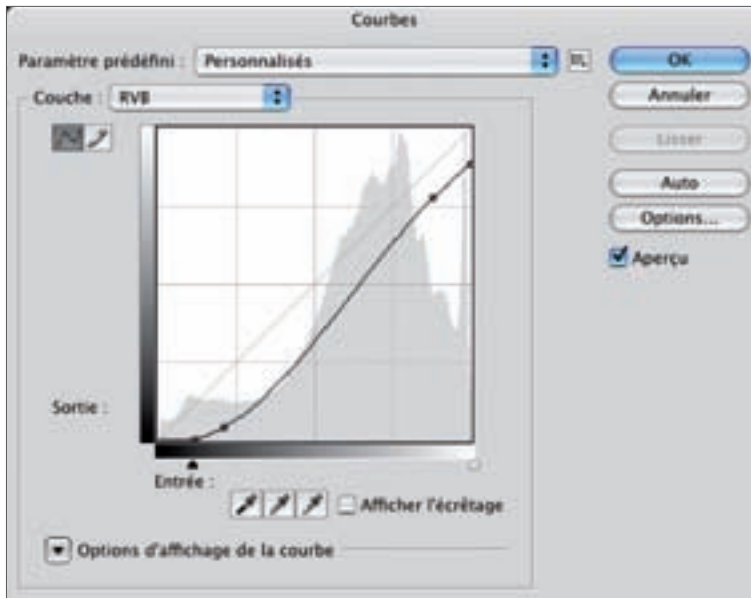 Courbes
Paramètre prédéfini : Personnalisés
OK
Couche : RVB
Annuler
Lisser
Auto
Options...
Aperçu
Sortie :
Entrée :
Afficher l'écrêtage
Options d'affichage de la courbe